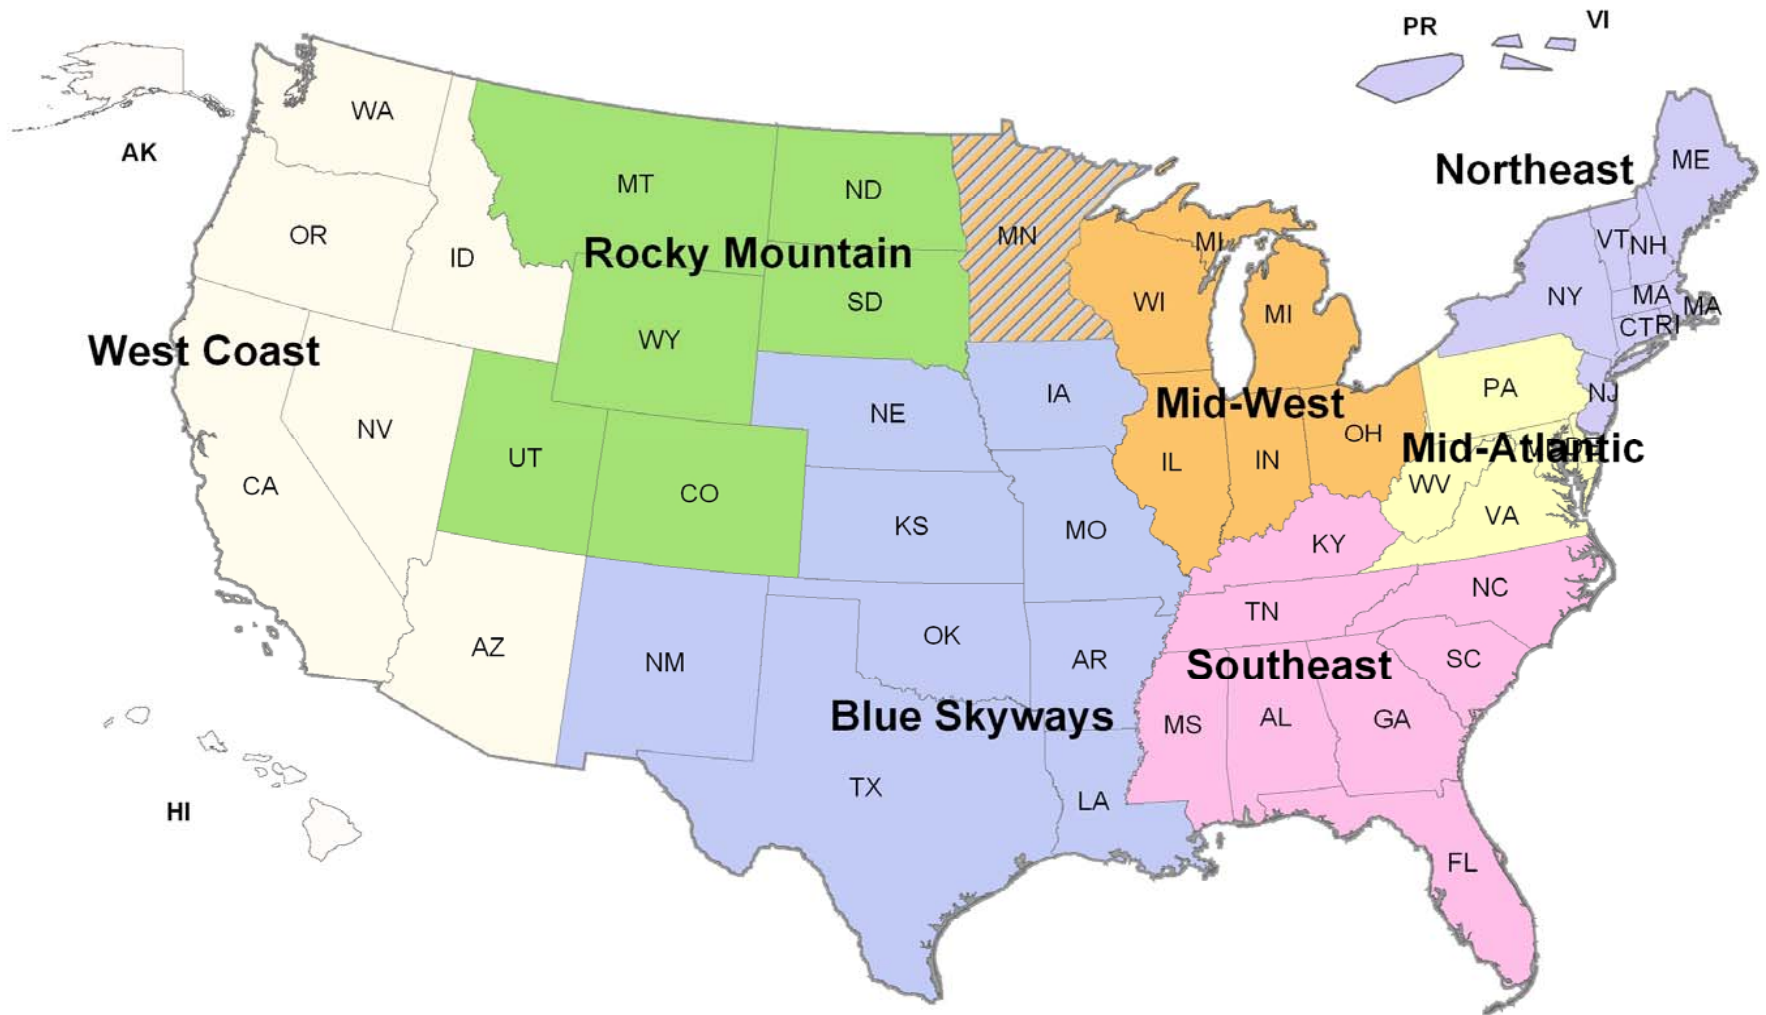 PR
VI
WA
AK
Northeast
ME
MT
ND
OR
ID
Rocky Mountain
MN
MI
VT
NH
SD
WI
MI
NY
MA
MA
CT
RI
WY
West Coast
NE
IA
Mid-West
PA
NJ
NV
UT
CO
OH
Mid-Atlantic
CA
IL
IN
WV
KS
MO
VA
KY
NC
TN
AZ
NM
OK
AR
Southeast
SC
Blue Skyways
MS
AL
GA
TX
LA
HI
FL